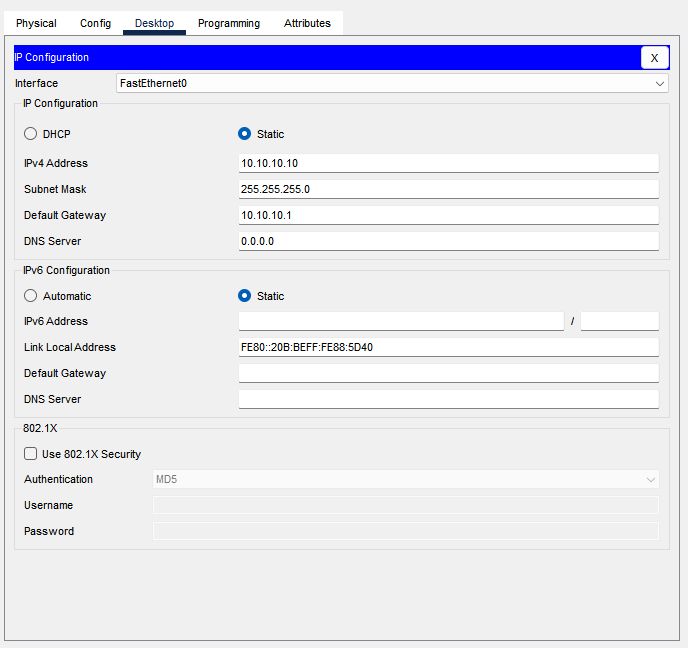 Physical Config Desktop Programming Attributes
IP Configuration X
Interface FastEthernet0
IP Configuration
DHCP Static
IPv4 Address 10.10.10.10
Subnet Mask 255.255.255.0
Default Gateway 10.10.10.1
DNS Server 0.0.0.0
IPv6 Configuration
Automatic Static
IPv6 Address /
Link Local Address FE80::20B:BEFF:FE88:5D40
Default Gateway
DNS Server
802.1X
Use 802.1X Security
Authentication MD5
Username
Password